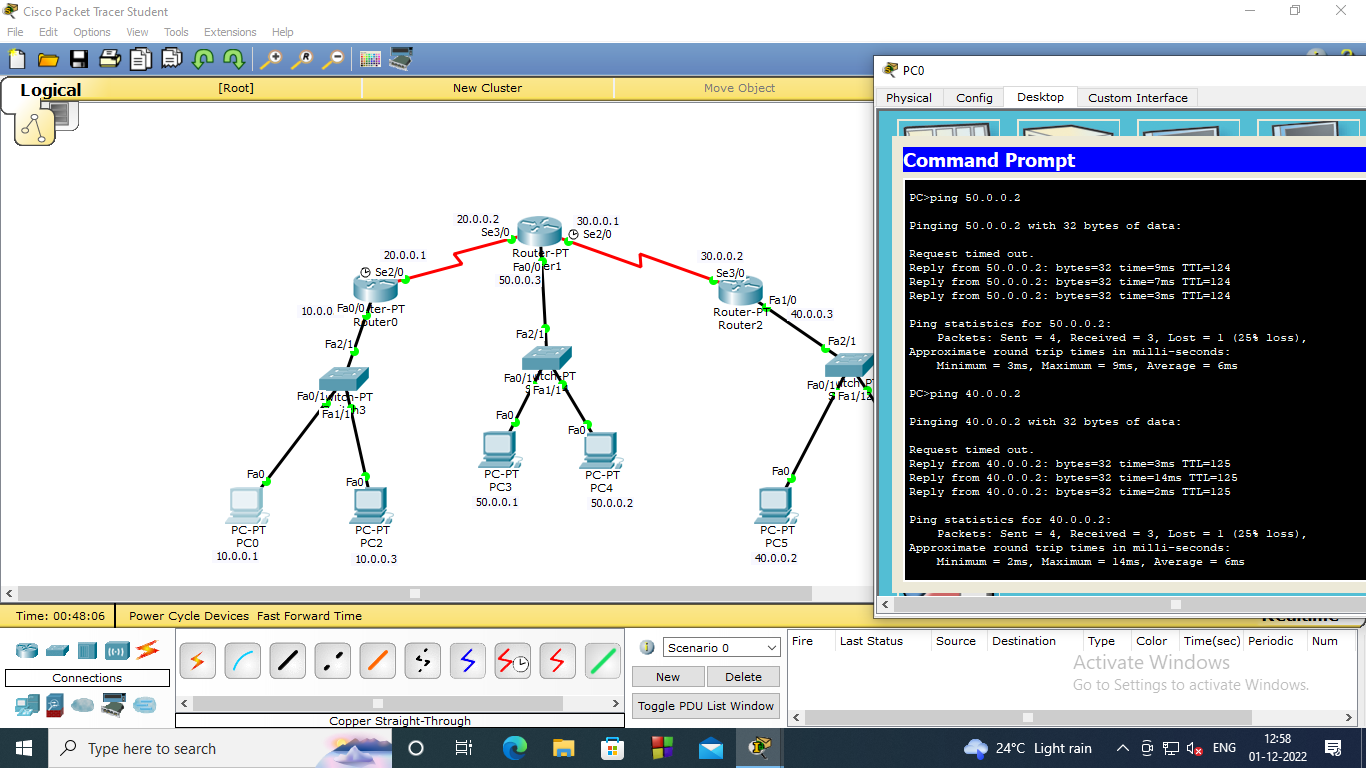 Cisco Packet Tracer Student
File Edit Options View Tools Extensions Help
Logical
[Root]
New Cluster
Move Object
20.0.0.2
Se3/0
30.0.0.1
Se2/0
Router-PT
Fa0/0
50.0.0.3
20.0.0.1
Se2/0
10.0.0
Fa0/0
Router0
Fa2/1
30.0.0.2
Se3/0
Router-PT
Router2
Fa1/0
40.0.0.3
Fa2/1
Fa2/1
Fa0/1
Fa1/1
Fa0/1
Fa1/1
Fa0/1
Fa1/1
Fa0
PC-PT
PC0
10.0.0.1
Fa0
PC-PT
PC2
10.0.0.3
Fa0
PC-PT
PC3
50.0.0.1
Fa0
PC-PT
PC4
50.0.0.2
Fa0
PC-PT
PC5
40.0.0.2
PC0
Physical Config Desktop Custom Interface
Command Prompt
PC>ping 50.0.0.2
Pinging 50.0.0.2 with 32 bytes of data:
Request timed out.
Reply from 50.0.0.2: bytes=32 time=9ms TTL=124
Reply from 50.0.0.2: bytes=32 time=7ms TTL=124
Reply from 50.0.0.2: bytes=32 time=3ms TTL=124
Ping statistics for 50.0.0.2:
Packets: Sent = 4, Received = 3, Lost = 1 (25% loss),
Approximate round trip times in milli-seconds:
Minimum = 3ms, Maximum = 9ms, Average = 6ms
PC>ping 40.0.0.2
Pinging 40.0.0.2 with 32 bytes of data:
Request timed out.
Reply from 40.0.0.2: bytes=32 time=3ms TTL=125
Reply from 40.0.0.2: bytes=32 time=14ms TTL=125
Reply from 40.0.0.2: bytes=32 time=2ms TTL=125
Ping statistics for 40.0.0.2:
Packets: Sent = 4, Received = 3, Lost = 1 (25% loss),
Approximate round trip times in milli-seconds:
Minimum = 2ms, Maximum = 14ms, Average = 6ms
Time: 00:48:06 Power Cycle Devices Fast Forward Time
Realtime
Connections
Copper Straight-Through
Scenario 0
New Delete
Toggle PDU List Window
Fire Last Status Source Destination Type Color Time(sec) Periodic Num
Activate Windows
Go to Settings to activate Windows.
Type here to search
24°C Light rain
ENG
12:58
01-12-2022